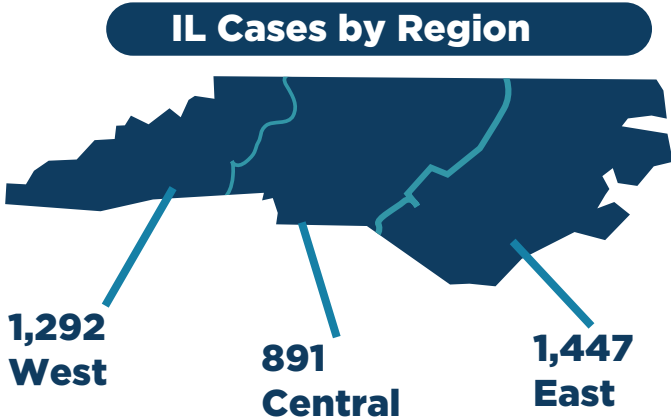 IL Cases by Region
1,292
West
891
Central
1,447
East